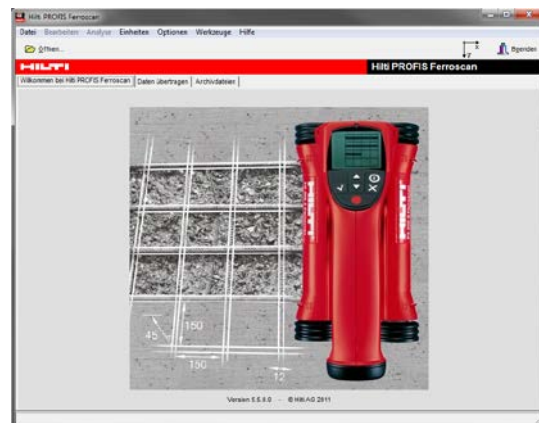 Hilti PROFIS Ferroscan
Datei Bearbeiten Analyse Einheiten Optionen Werkzeuge Hilfe
Öffnen... x y Beenden
HILTI Hilti PROFIS Ferroscan
Willkommen bei Hilti PROFIS Ferroscan Daten übertragen Archivdateien
HILTI HILTI
45 150
150 12
Version 5.5.0.0 - © Hilti AG 2011